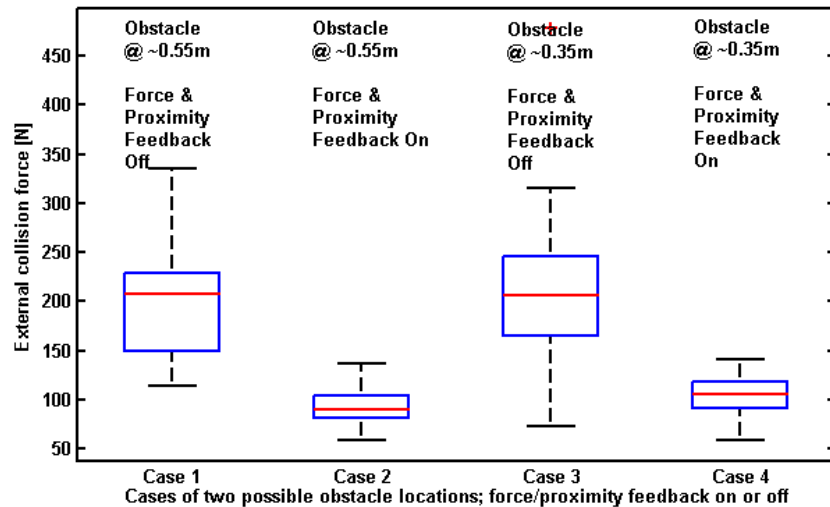 Obstacle
@ ~0.55m
Force &
Proximity
Feedback
Off
Obstacle
@ ~0.55m
Force &
Proximity
Feedback On
Obstacle
@ ~0.35m
Force &
Proximity
Feedback
Off
Obstacle
@ ~0.35m
Force &
Proximity
Feedback
On
External collision force [N]
450
400
350
300
250
200
150
100
50
Case 1
Case 2
Case 3
Case 4
Cases of two possible obstacle locations; force/proximity feedback on or off